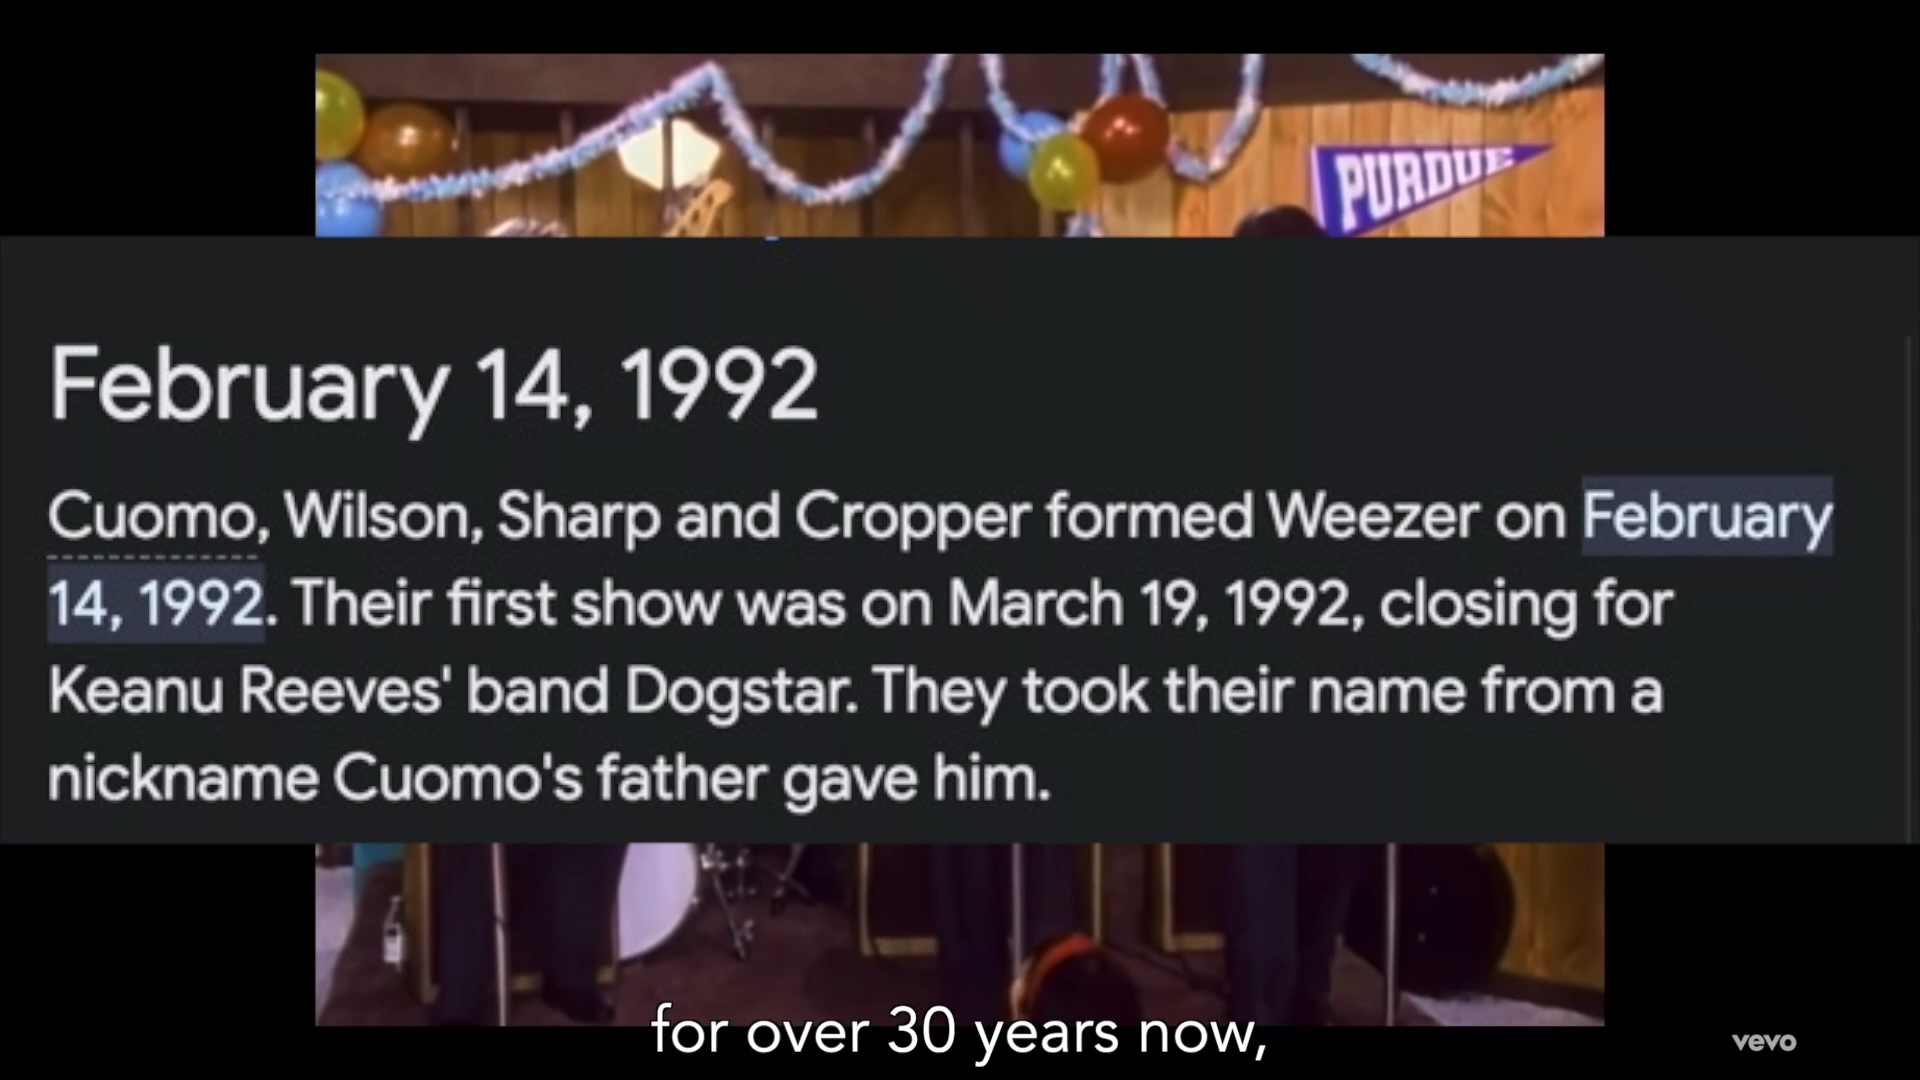 PURDUE
February 14, 1992
Cuomo, Wilson, Sharp and Cropper formed Weezer on February
14, 1992. Their first show was on March 19, 1992, closing for
Keanu Reeves' band Dogstar. They took their name from a
nickname Cuomo's father gave him.
for over 30 years now,
vevo